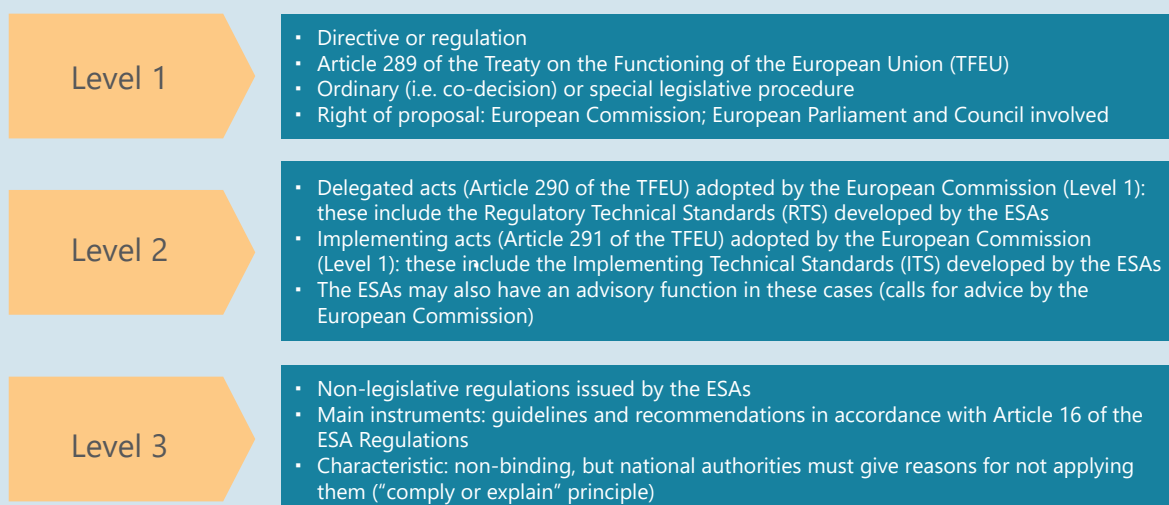 Level 1
▪ Directive or regulation
▪ Article 289 of the Treaty on the Functioning of the European Union (TFEU)
▪ Ordinary (i.e. co-decision) or special legislative procedure
▪ Right of proposal: European Commission; European Parliament and Council involved
Level 2
▪ Delegated acts (Article 290 of the TFEU) adopted by the European Commission (Level 1):
these include the Regulatory Technical Standards (RTS) developed by the ESAs
▪ Implementing acts (Article 291 of the TFEU) adopted by the European Commission
(Level 1): these include the Implementing Technical Standards (ITS) developed by the ESAs
▪ The ESAs may also have an advisory function in these cases (calls for advice by the
European Commission)
Level 3
▪ Non-legislative regulations issued by the ESAs
▪ Main instruments: guidelines and recommendations in accordance with Article 16 of the
ESA Regulations
▪ Characteristic: non-binding, but national authorities must give reasons for not applying
them (“comply or explain” principle)